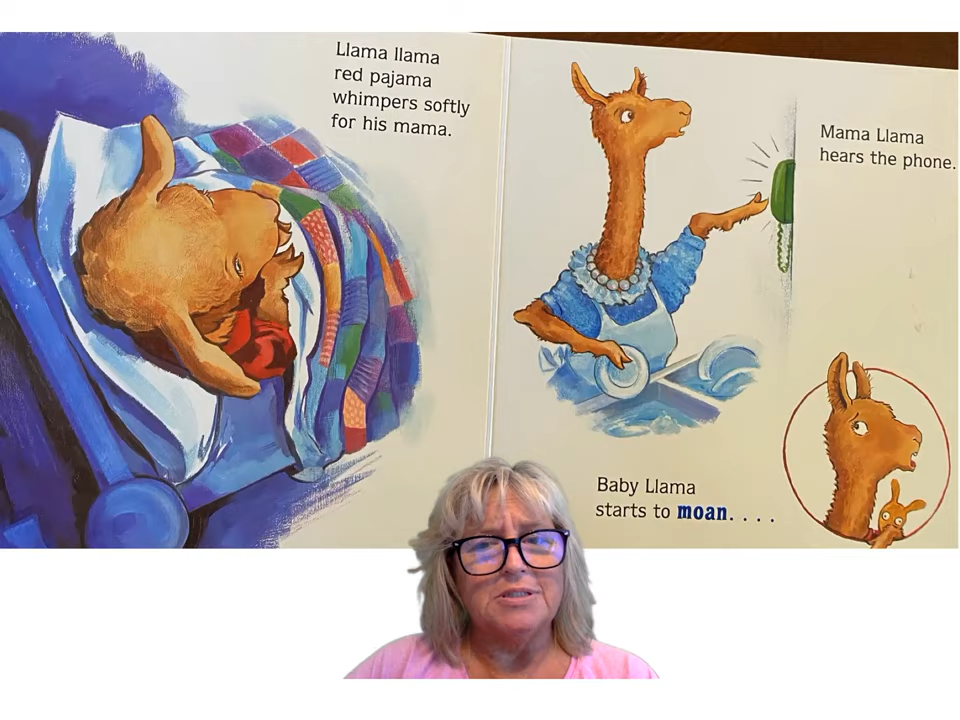 Llama llama
red pajama
whimpers softly
for his mama.
Mama Llama
hears the phone.
Baby Llama
starts to moan. . . .